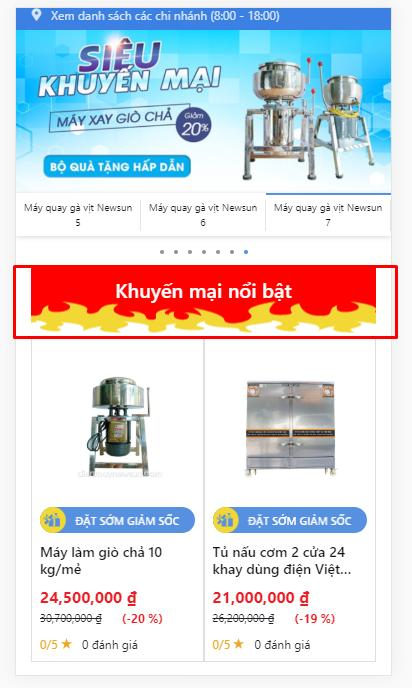 Xem danh sách các chi nhánh (8:00 - 18:00)
SIÊU
KHUYẾN MẠI
MÁY XAY GIÒ CHẢ
Giảm
20%
BỘ QUÀ TẶNG HẤP DẪN
Máy quay gà vịt Newsun
5
Máy quay gà vịt Newsun
6
Máy quay gà vịt Newsun
7
Khuyến mại nổi bật
ĐẶT SỚM GIẢM SỐC
Máy làm giò chả 10
kg/mẻ
24,500,000 ₫
30,700,000 ₫ (-20 %)
0/5 ★ 0 đánh giá
ĐẶT SỚM GIẢM SỐC
Tủ nấu cơm 2 cửa 24
khay dùng điện Việt...
21,000,000 ₫
26,200,000 ₫ (-19 %)
0/5 ★ 0 đánh giá